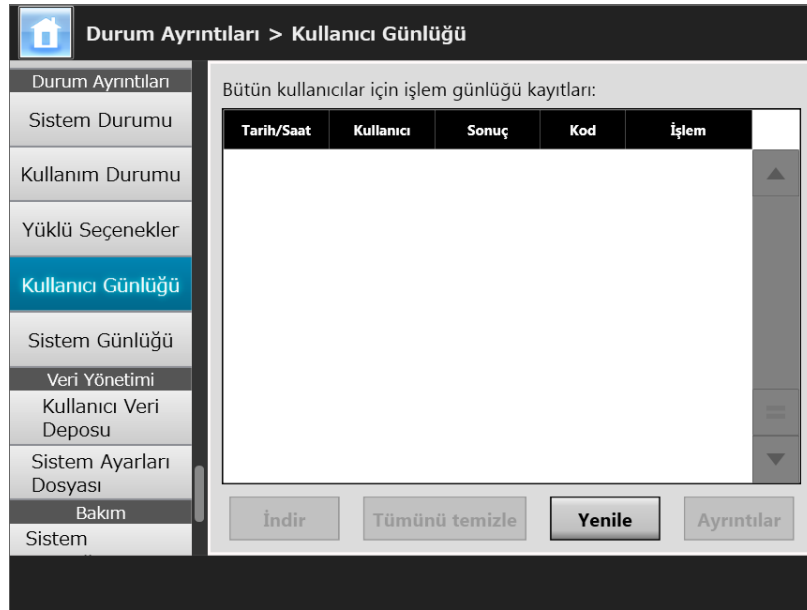 Durum Ayrıntıları > Kullanıcı Günlüğü
Durum Ayrıntıları
Sistem Durumu
Kullanım Durumu
Yüklü Seçenekler
Kullanıcı Günlüğü
Sistem Günlüğü
Veri Yönetimi
Kullanıcı Veri
Deposu
Sistem Ayarları
Dosyası
Bakım
Sistem
Bütün kullanıcılar için işlem günlüğü kayıtları:
Tarih/Saat Kullanıcı Sonuç Kod İşlem
İndir Tümünü temizle Yenile Ayrıntılar